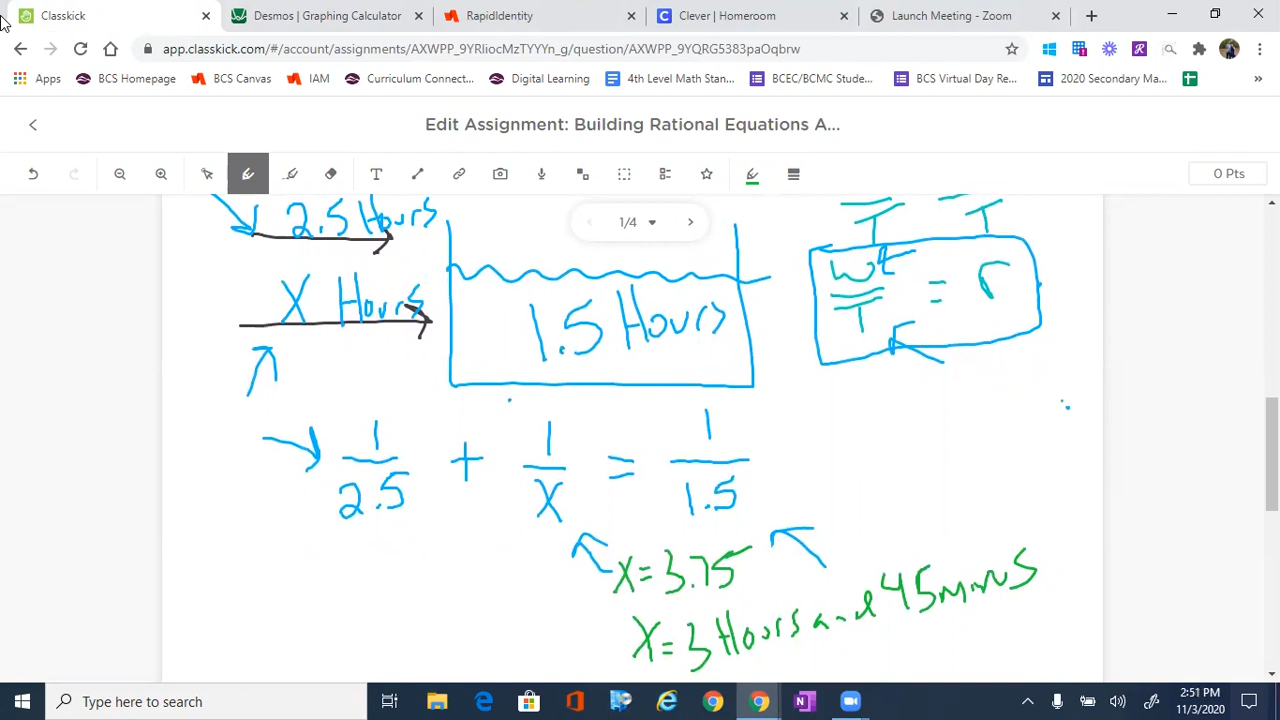 Classkick
Desmos | Graphing Calculator
RapidIdentity
Clever | Homeroom
Launch Meeting - Zoom
app.classkick.com/#/account/assignments/AXWPP_9YRIiocMzTYYYn_g/question/AXWPP_9YQRG5383paOqbrw
Apps
BCS Homepage
BCS Canvas
IAM
Curriculum Connect...
Digital Learning
4th Level Math Stan...
BCEC/BCMC Stude...
BCS Virtual Day Re...
2020 Secondary Ma...
Edit Assignment: Building Rational Equations A...
T
0 Pts
1/4
2.5 Hours
X Hours
1.5 Hours
T T
W/T = r
1/2.5 + 1/X = 1/1.5
X=3.75
X=3 Hours and 45 mins
Type here to search
2:51 PM
11/3/2020